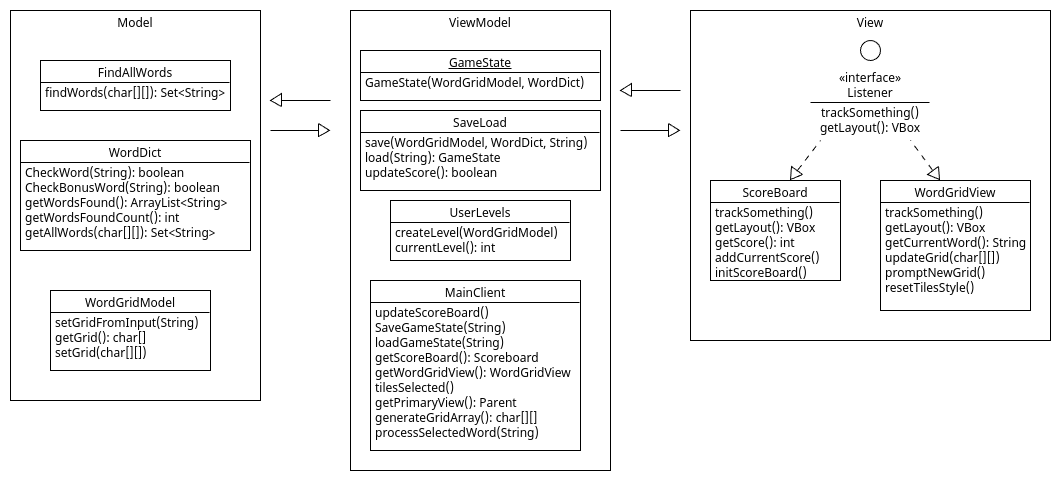 Model
FindAllWords
findWords(char[][]): Set<String>
WordDict
CheckWord(String): boolean
CheckBonusWord(String): boolean
getWordsFound(): ArrayList<String>
getWordsFoundCount(): int
getAllWords(char[][]): Set<String>
WordGridModel
setGridFromInput(String)
getGrid(): char[]
setGrid(char[][])
ViewModel
GameState
GameState(WordGridModel, WordDict)
SaveLoad
save(WordGridModel, WordDict, String)
load(String): GameState
updateScore(): boolean
UserLevels
createLevel(WordGridModel)
currentLevel(): int
MainClient
updateScoreBoard()
SaveGameState(String)
loadGameState(String)
getScoreBoard(): Scoreboard
getWordGridView(): WordGridView
tilesSelected()
getPrimaryView(): Parent
generateGridArray(): char[][]
processSelectedWord(String)
View
«interface»
Listener
trackSomething()
getLayout(): VBox
ScoreBoard
trackSomething()
getLayout(): VBox
getScore(): int
addCurrentScore()
initScoreBoard()
WordGridView
trackSomething()
getLayout(): VBox
getCurrentWord(): String
updateGrid(char[][])
promptNewGrid()
resetTilesStyle()